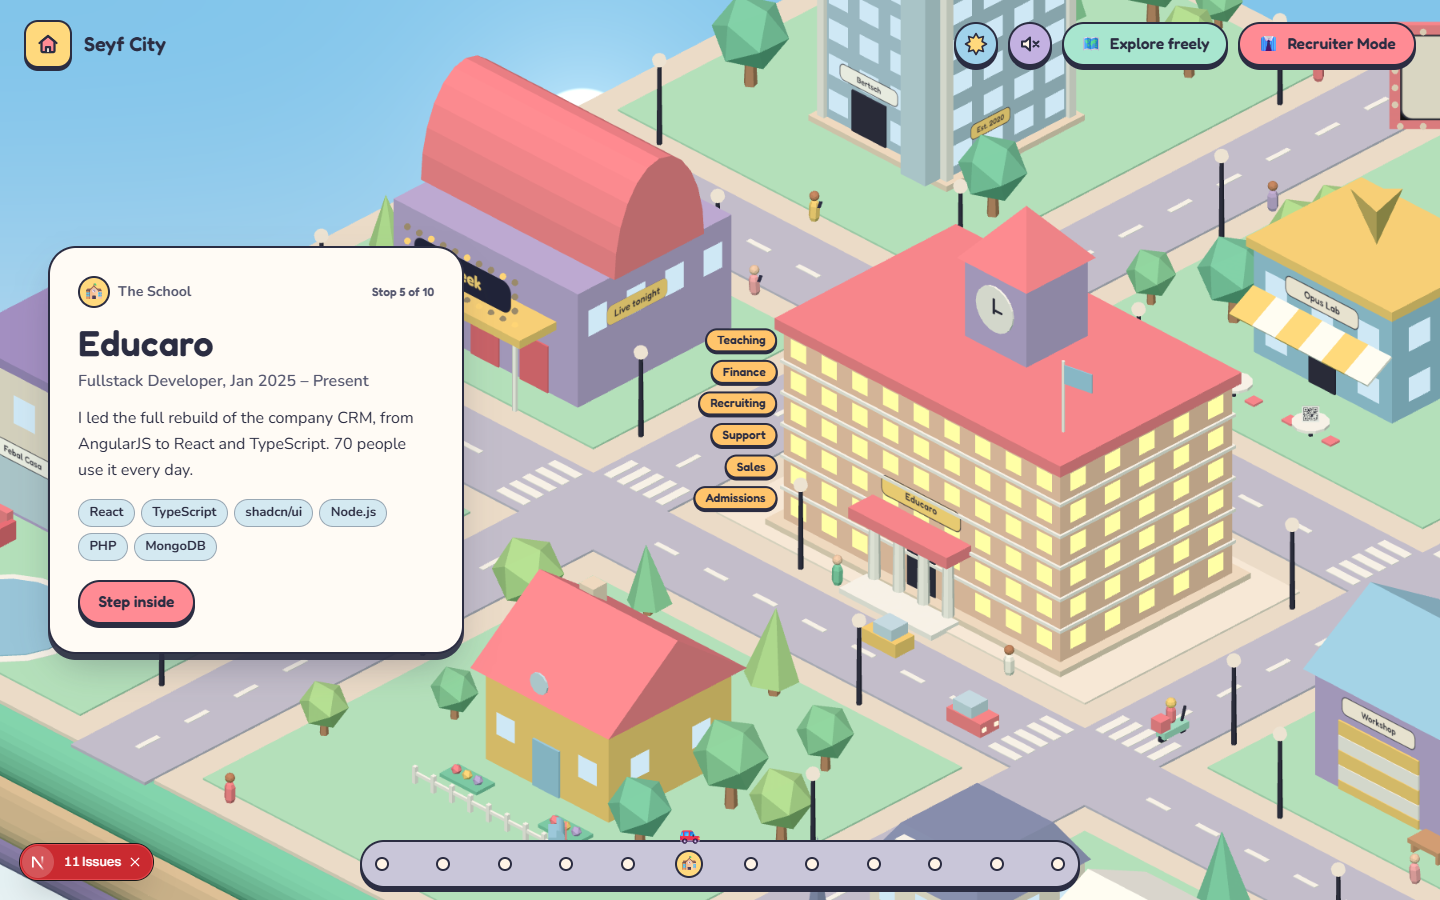 Seyf City
Explore freely
Recruiter Mode
Bertsch
Est. 2020
The School
Stop 5 of 10
Educaro
Fullstack Developer, Jan 2025 – Present
I led the full rebuild of the company CRM, from
AngularJS to React and TypeScript. 70 people
use it every day.
React
TypeScript
shadcn/ui
Node.js
PHP
MongoDB
Step inside
Live tonight
Teaching
Finance
Recruiting
Support
Sales
Admissions
Educaro
Opus Lab
Febal Casa
Workshop
11 Issues